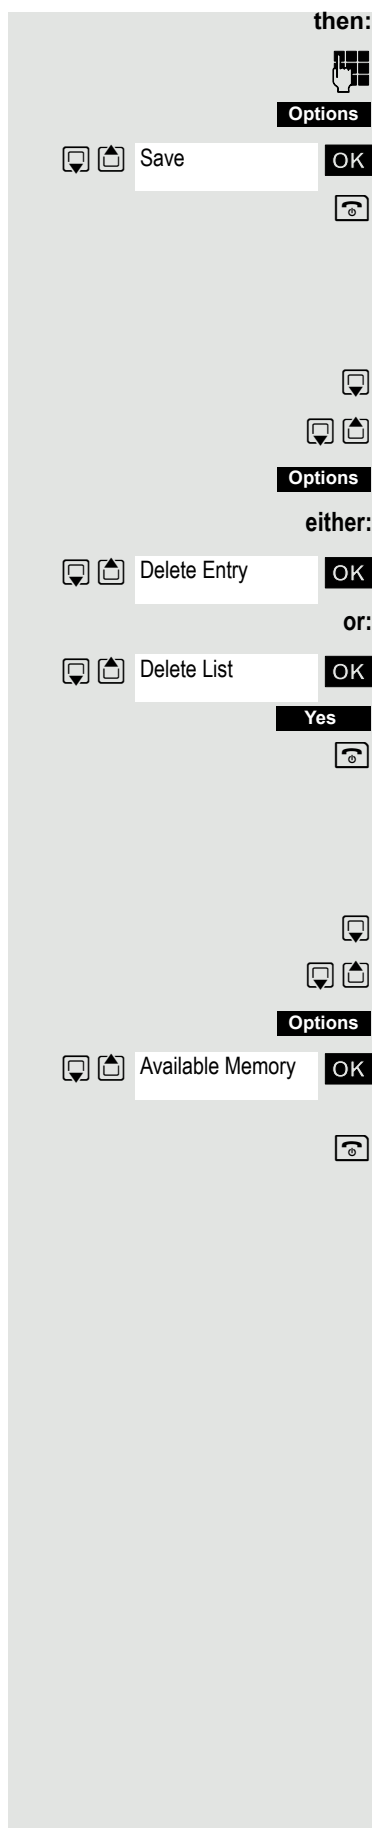 then:
Options
Save OK
Options
either:
Delete Entry OK
or:
Delete List OK
Yes
Options
Available Memory OK